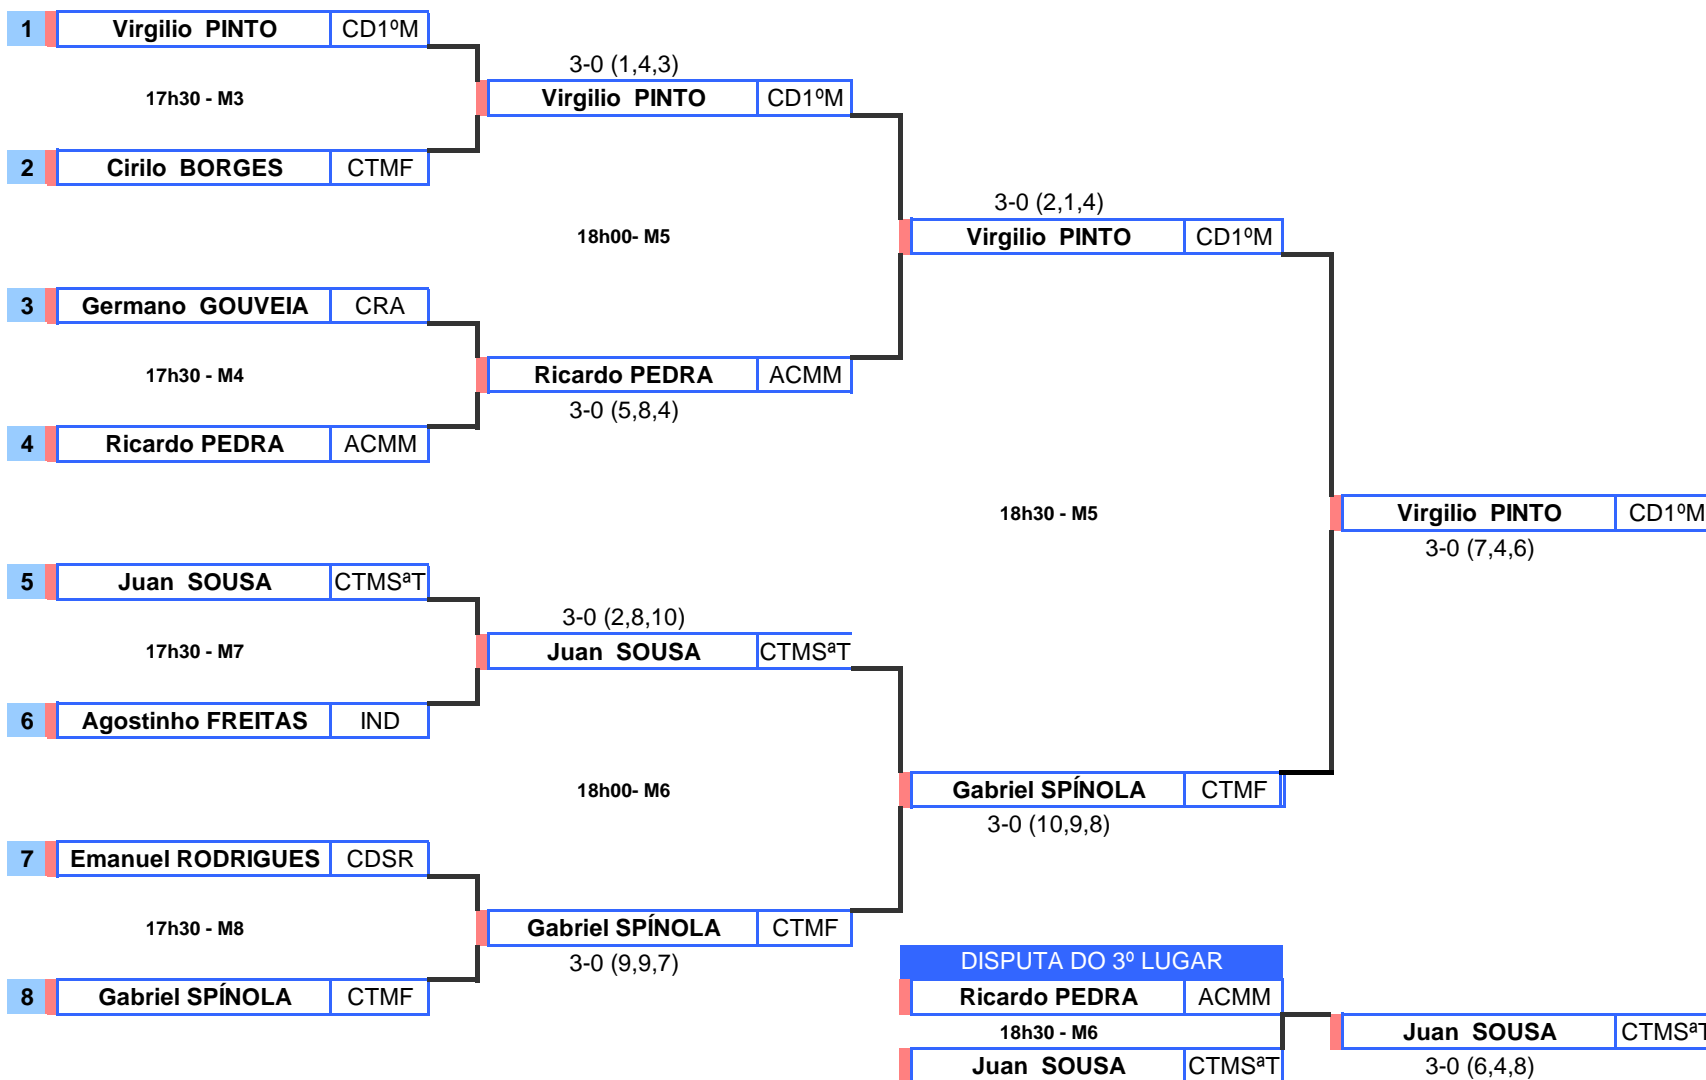 1 Virgilio PINTO CD1ºM
3-0 (1,4,3)
17h30 - M3
Virgilio PINTO CD1ºM
2 Cirilo BORGES CTMF
3-0 (2,1,4)
18h00- M5
Virgilio PINTO CD1ºM
3 Germano GOUVEIA CRA
17h30 - M4
Ricardo PEDRA ACMM
3-0 (5,8,4)
4 Ricardo PEDRA ACMM
18h30 - M5
Virgilio PINTO CD1ºM
3-0 (7,4,6)
5 Juan SOUSA CTMSªT
3-0 (2,8,10)
17h30 - M7
Juan SOUSA CTMSªT
6 Agostinho FREITAS IND
18h00- M6
Gabriel SPÍNOLA CTMF
3-0 (10,9,8)
7 Emanuel RODRIGUES CDSR
17h30 - M8
Gabriel SPÍNOLA CTMF
3-0 (9,9,7)
DISPUTA DO 3º LUGAR
8 Gabriel SPÍNOLA CTMF
Ricardo PEDRA ACMM
18h30 - M6
Juan SOUSA CTMSªT
Juan SOUSA CTMSªT
3-0 (6,4,8)